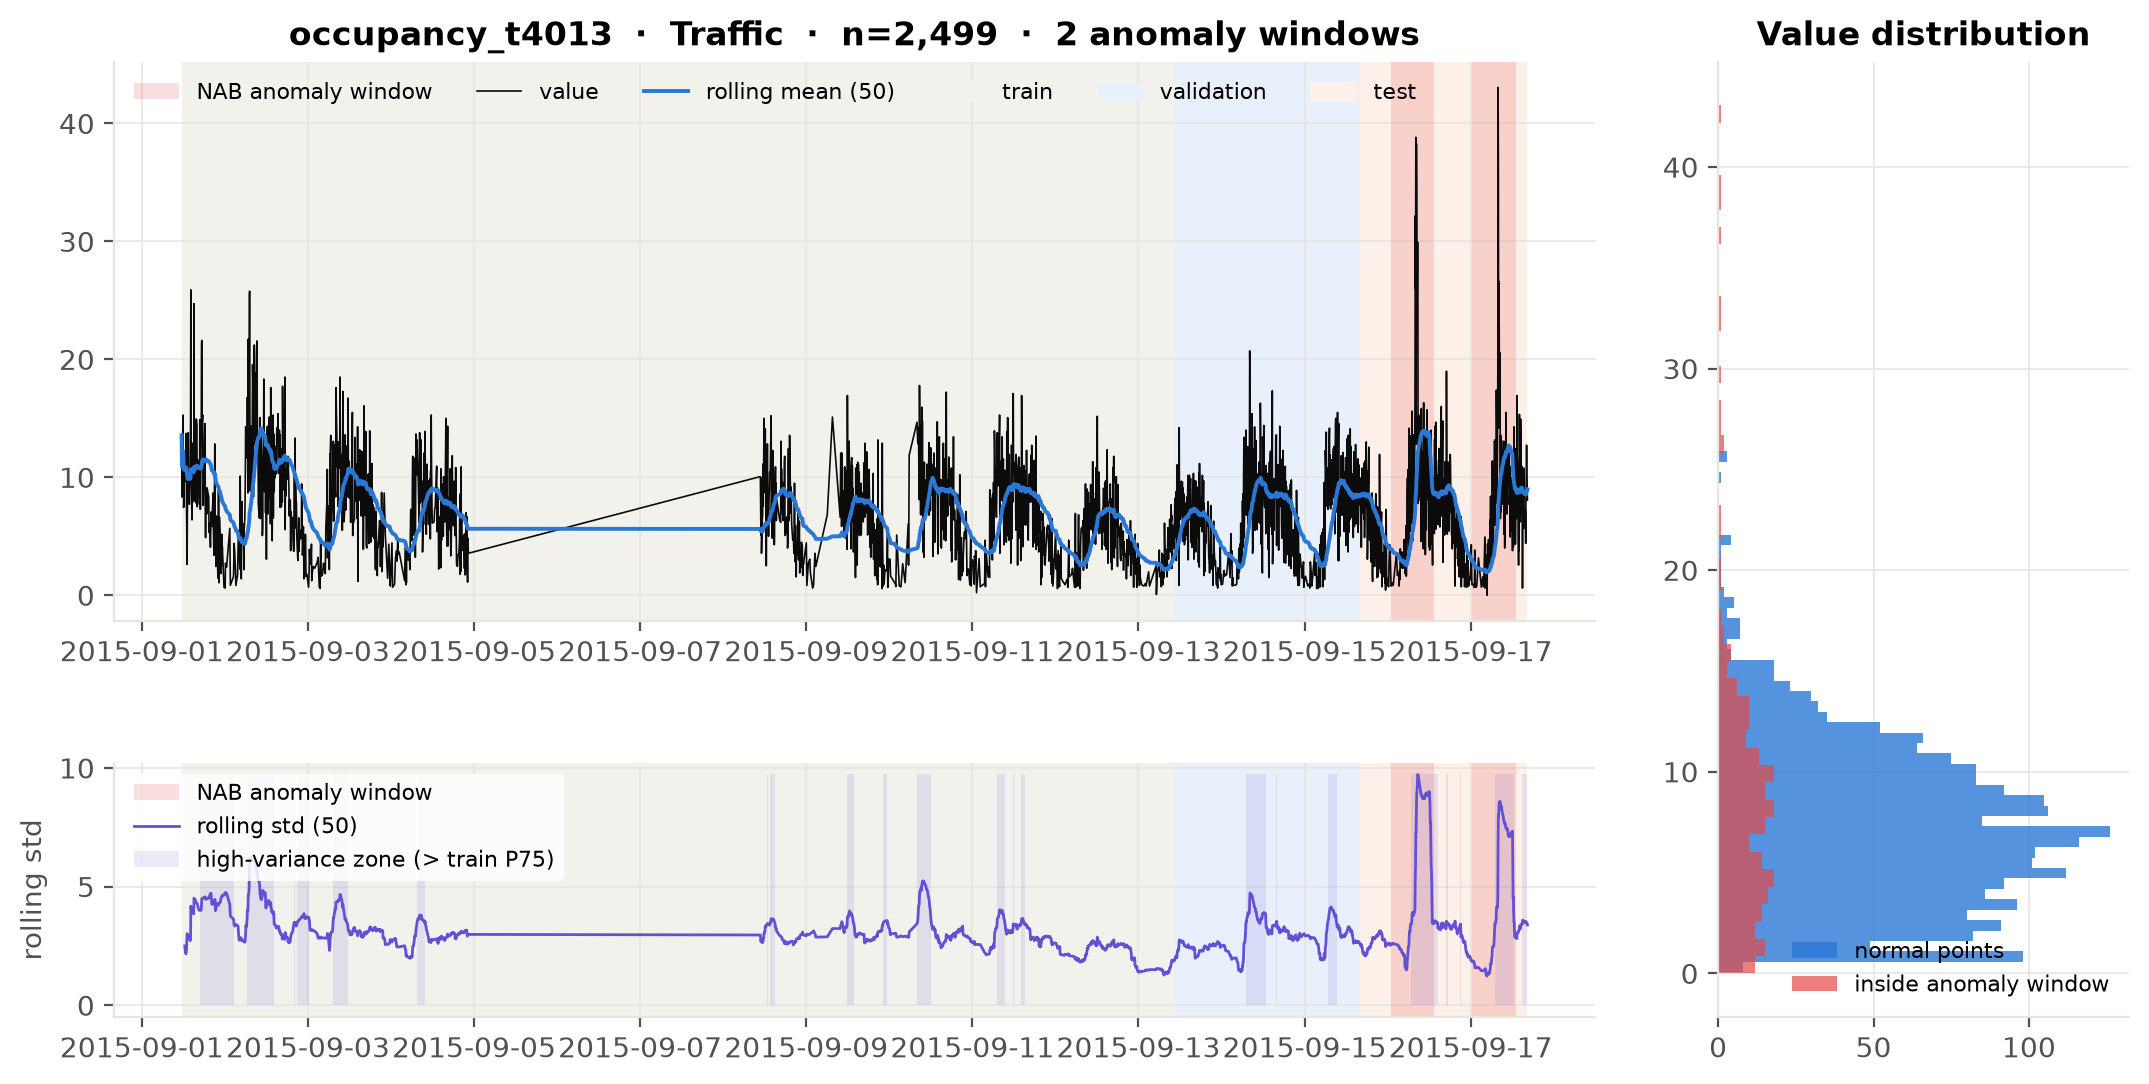 occupancy_t4013 · Traffic · n=2,499 · 2 anomaly windows
NAB anomaly window
value
rolling mean (50)
train
validation
test
40
30
20
10
0
2015-09-01
2015-09-03
2015-09-05
2015-09-07
2015-09-09
2015-09-11
2015-09-13
2015-09-15
2015-09-17
rolling std
10
5
0
NAB anomaly window
rolling std (50)
high-variance zone (> train P75)
2015-09-01
2015-09-03
2015-09-05
2015-09-07
2015-09-09
2015-09-11
2015-09-13
2015-09-15
2015-09-17
Value distribution
40
30
20
10
0
normal points
inside anomaly window
0
50
100